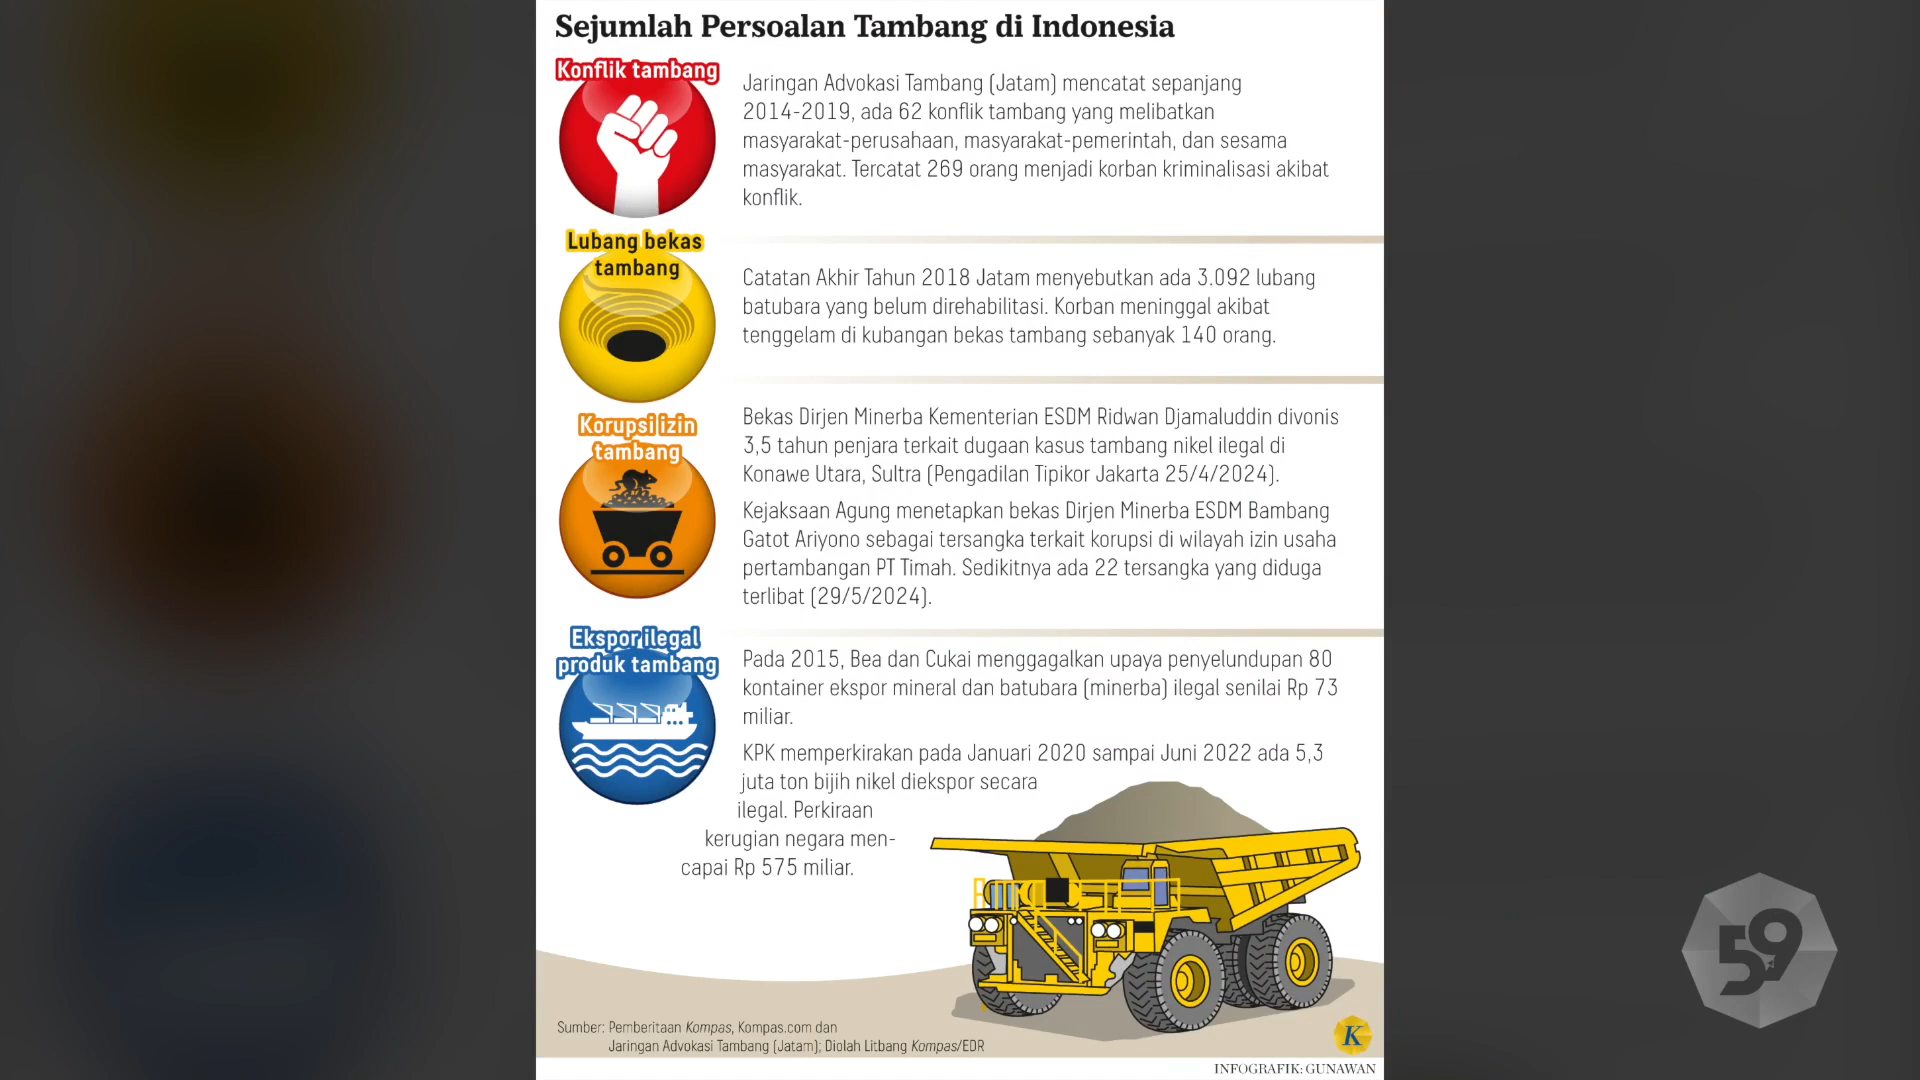 Sejumlah Persoalan Tambang di Indonesia
Konflik tambang
Jaringan Advokasi Tambang (Jatam) mencatat sepanjang
2014-2019, ada 62 konflik tambang yang melibatkan
masyarakat-perusahaan, masyarakat-pemerintah, dan sesama
masyarakat. Tercatat 269 orang menjadi korban kriminalisasi akibat
konflik.
Lubang bekas
tambang
Catatan Akhir Tahun 2018 Jatam menyebutkan ada 3.092 lubang
batubara yang belum direhabilitasi. Korban meninggal akibat
tenggelam di kubangan bekas tambang sebanyak 140 orang.
Korupsi izin
tambang
Bekas Dirjen Minerba Kementerian ESDM Ridwan Djamaluddin divonis
3,5 tahun penjara terkait dugaan kasus tambang nikel ilegal di
Konawe Utara, Sultra (Pengadilan Tipikor Jakarta 25/4/2024).
Kejaksaan Agung menetapkan bekas Dirjen Minerba ESDM Bambang
Gatot Ariyono sebagai tersangka terkait korupsi di wilayah izin usaha
pertambangan PT Timah. Sedikitnya ada 22 tersangka yang diduga
terlibat (29/5/2024).
Ekspor ilegal
produk tambang
Pada 2015, Bea dan Cukai menggagalkan upaya penyelundupan 80
kontainer ekspor mineral dan batubara (minerba) ilegal senilai Rp 73
miliar.
KPK memperkirakan pada Januari 2020 sampai Juni 2022 ada 5,3
juta ton bijih nikel diekspor secara
ilegal. Perkiraan
kerugian negara men-
capai Rp 575 miliar.
Sumber: Pemberitaan Kompas, Kompas.com dan
Jaringan Advokasi Tambang (Jatam); Diolah Litbang Kompas/EDR
K
INFOGRAFIK: GUNAWAN
59